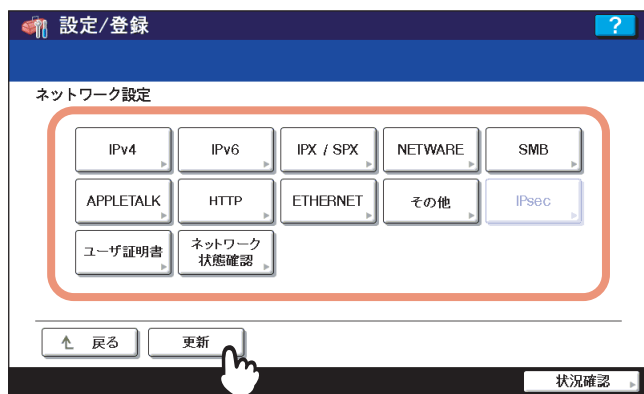 設定/登録
?
ネットワーク設定
IPv4
IPv6
IPX / SPX
NETWARE
SMB
APPLETALK
HTTP
ETHERNET
その他
IPsec
ユーザ証明書
ネットワーク
状態確認
戻る
更新
状況確認